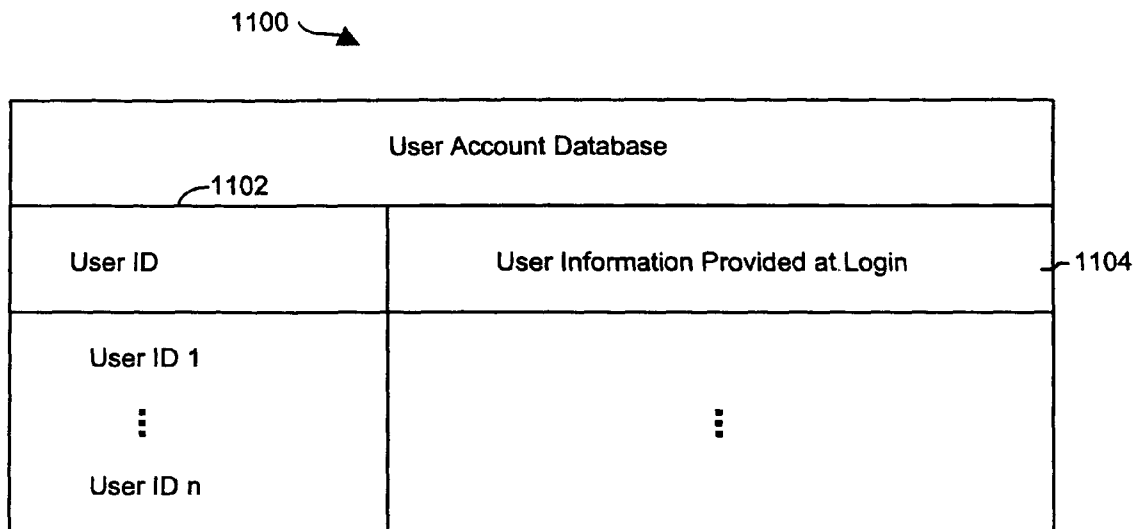 1100
User Account Database
1102
User ID
User Information Provided at Login
1104
User ID 1
User ID n